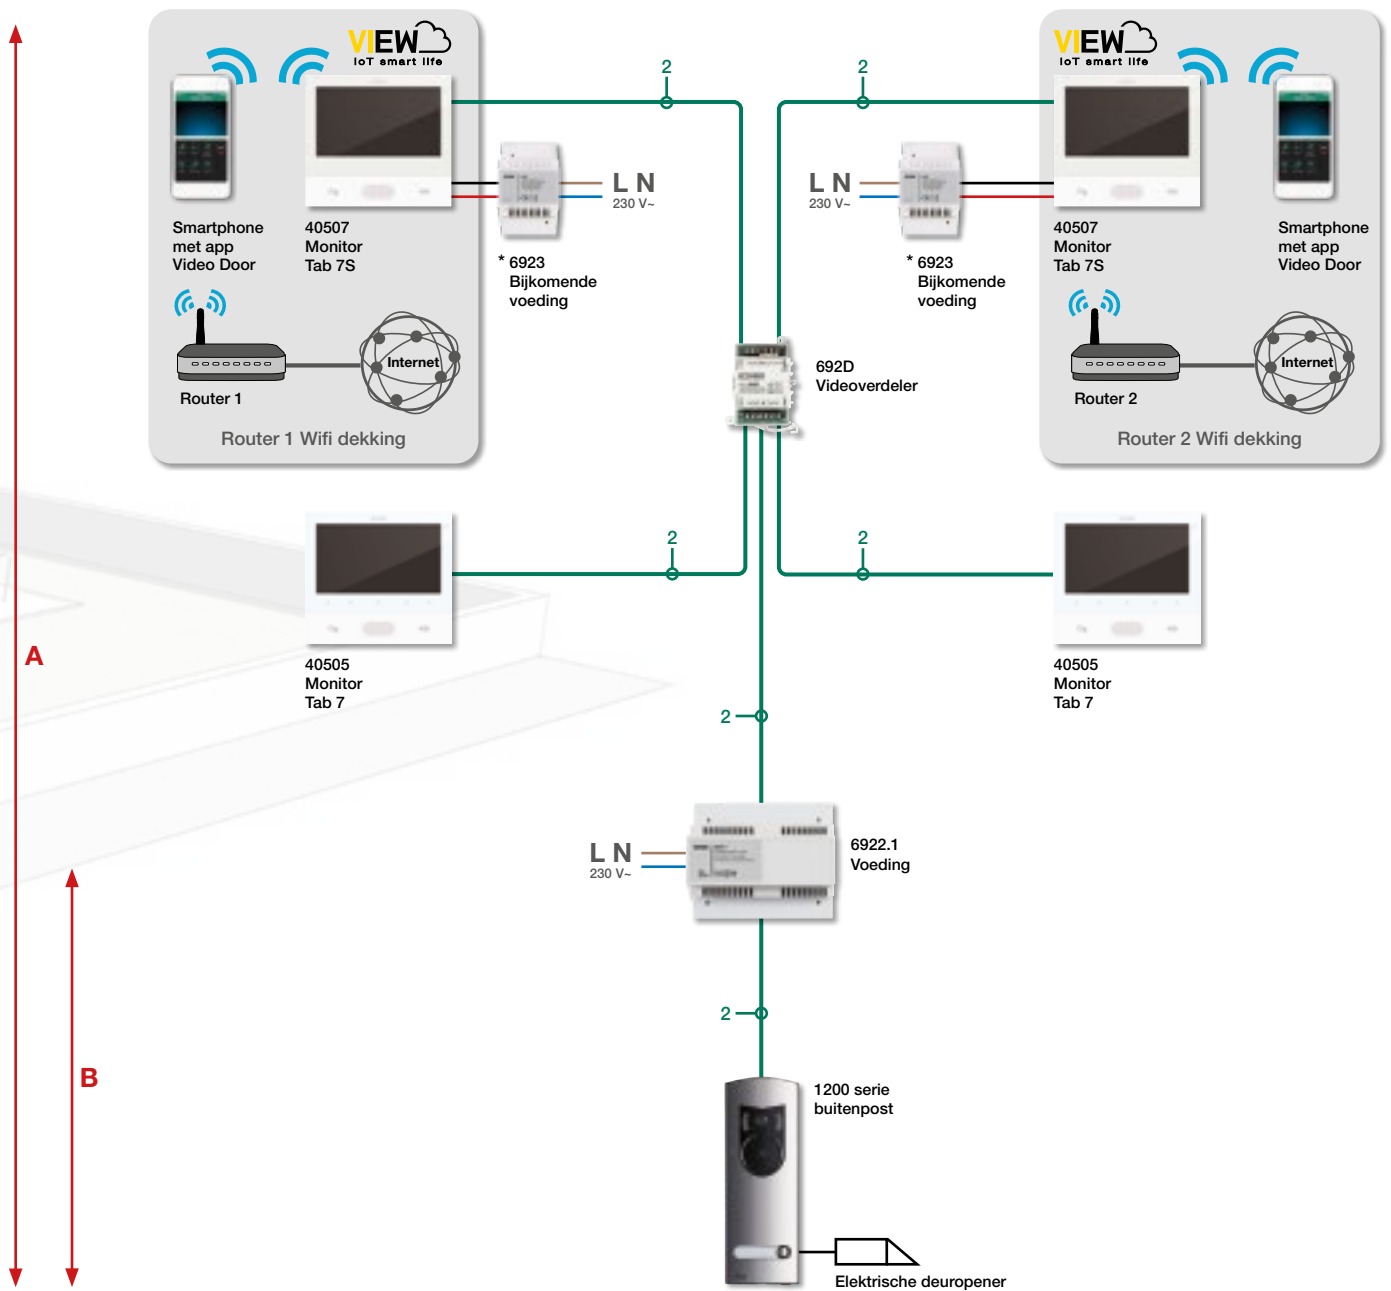 VIEW
IoT smart life
Smartphone
met app
Video Door
40507
Monitor
Tab 7S
Router 1
Internet
Router 1 Wifi dekking
2
L N
230 V~
* 6923
Bijkomende
voeding
2
L N
230 V~
* 6923
Bijkomende
voeding
VIEW
IoT smart life
40507
Monitor
Tab 7S
Smartphone
met app
Video Door
Router 2
Internet
Router 2 Wifi dekking
692D
Videoverdeler
2
2
40505
Monitor
Tab 7
40505
Monitor
Tab 7
A
2
L N
230 V~
6922.1
Voeding
2
B
1200 serie
buitenpost
Elektrische deuropener